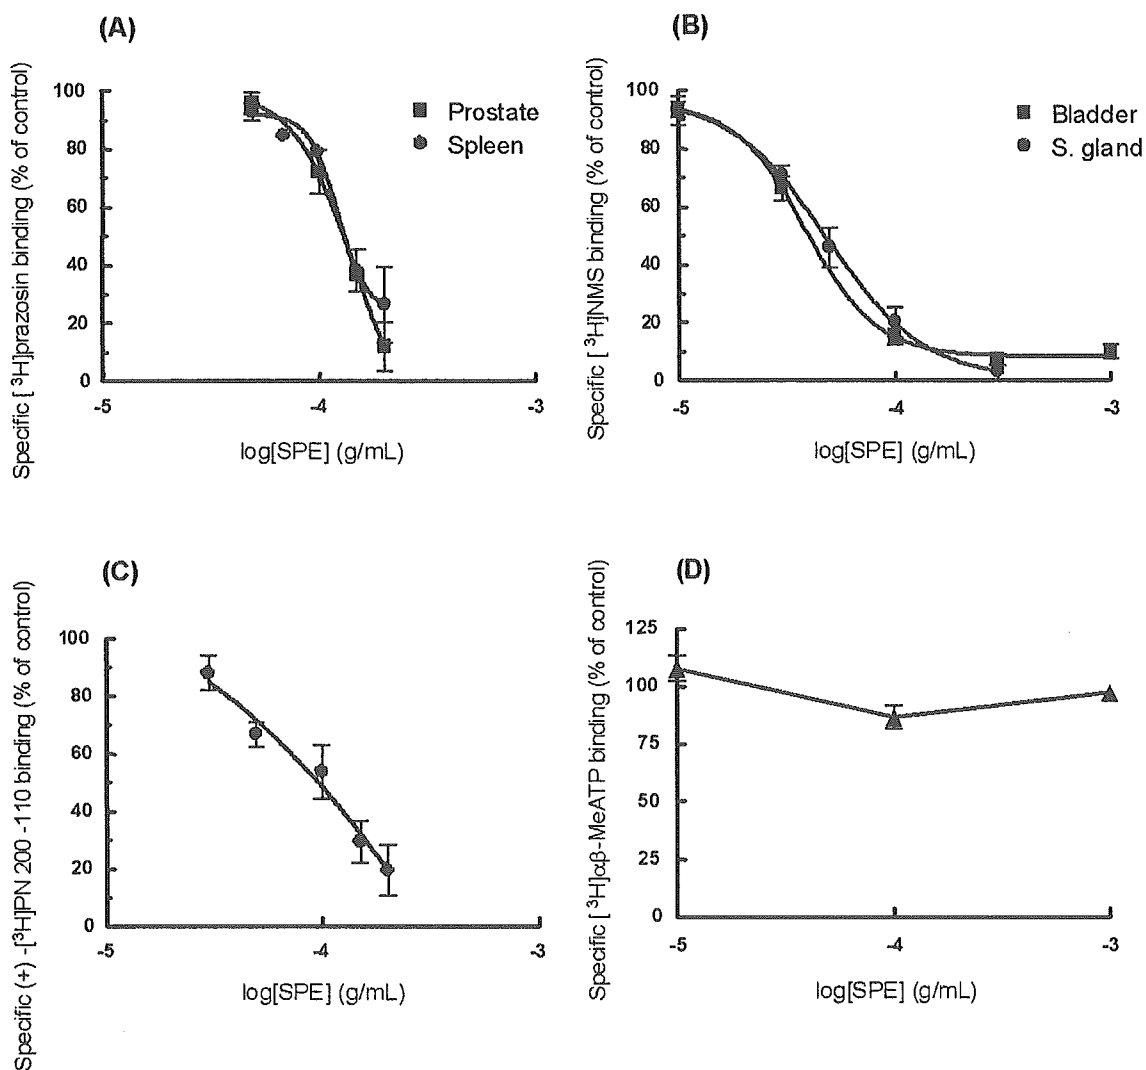 (A)
Specific [ ³H]prazosin binding (% of control)
100
80
60
40
20
0
-5
-4
-3
log[SPE] (g/mL)
Prostate
Spleen
(B)
Specific [ ³H]NMS binding (% of control)
100
80
60
40
20
0
-5
-4
-3
log[SPE] (g/mL)
Bladder
S. gland
(C)
Specific (+) -[³H]PN 200 -110 binding (% of control)
100
80
60
40
20
0
-5
-4
-3
log[SPE] (g/mL)
(D)
Specific [ ³H]αβ-MeATP binding (% of control)
125
100
75
50
25
0
-5
-4
-3
log[SPE] (g/mL)